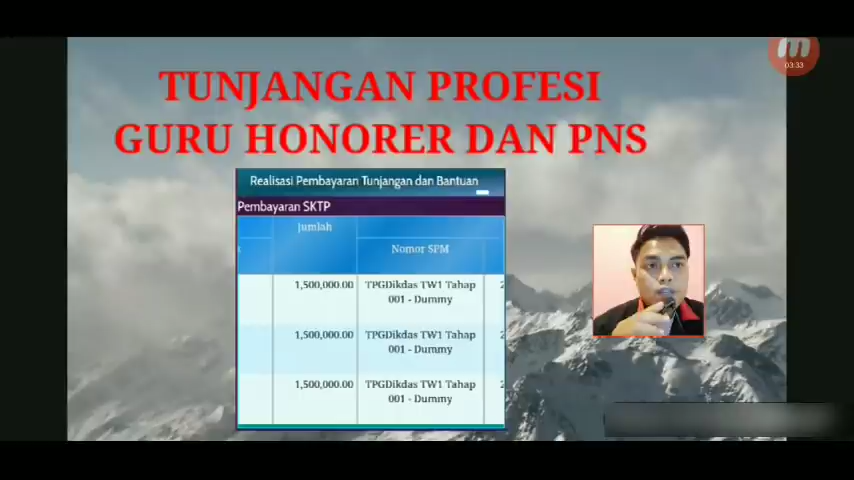 03:33
TUNJANGAN PROFESI
GURU HONORER DAN PNS
Realisasi Pembayaran Tunjangan dan Bantuan
Pembayaran SKTP
Jumlah
Nomor SPM
1,500,000.00 TPGDikdas TW1 Tahap
001 - Dummy
1,500,000.00 TPGDikdas TW1 Tahap
001 - Dummy
1,500,000.00 TPGDikdas TW1 Tahap
001 - Dummy